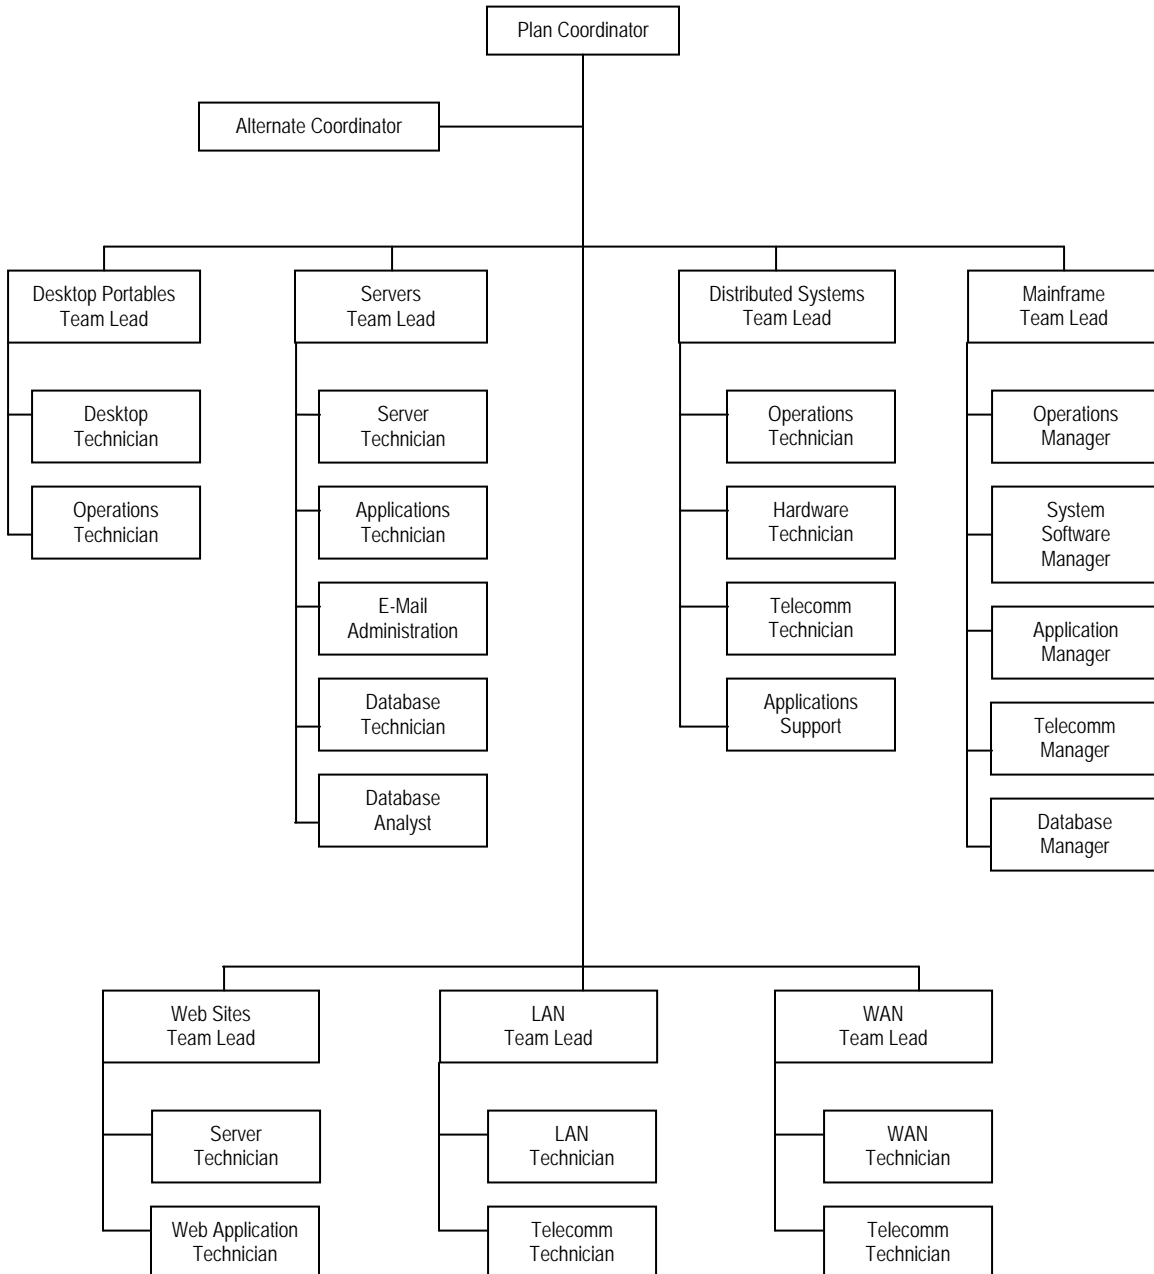 Plan Coordinator
Alternate Coordinator
Desktop Portables
Team Lead
Desktop
Technician
Operations
Technician
Servers
Team Lead
Server
Technician
Applications
Technician
E-Mail
Administration
Database
Technician
Database
Analyst
Distributed Systems
Team Lead
Operations
Technician
Hardware
Technician
Telecomm
Technician
Applications
Support
Mainframe
Team Lead
Operations
Manager
System
Software
Manager
Application
Manager
Telecomm
Manager
Database
Manager
Web Sites
Team Lead
Server
Technician
Web Application
Technician
LAN
Team Lead
LAN
Technician
Telecomm
Technician
WAN
Team Lead
WAN
Technician
Telecomm
Technician